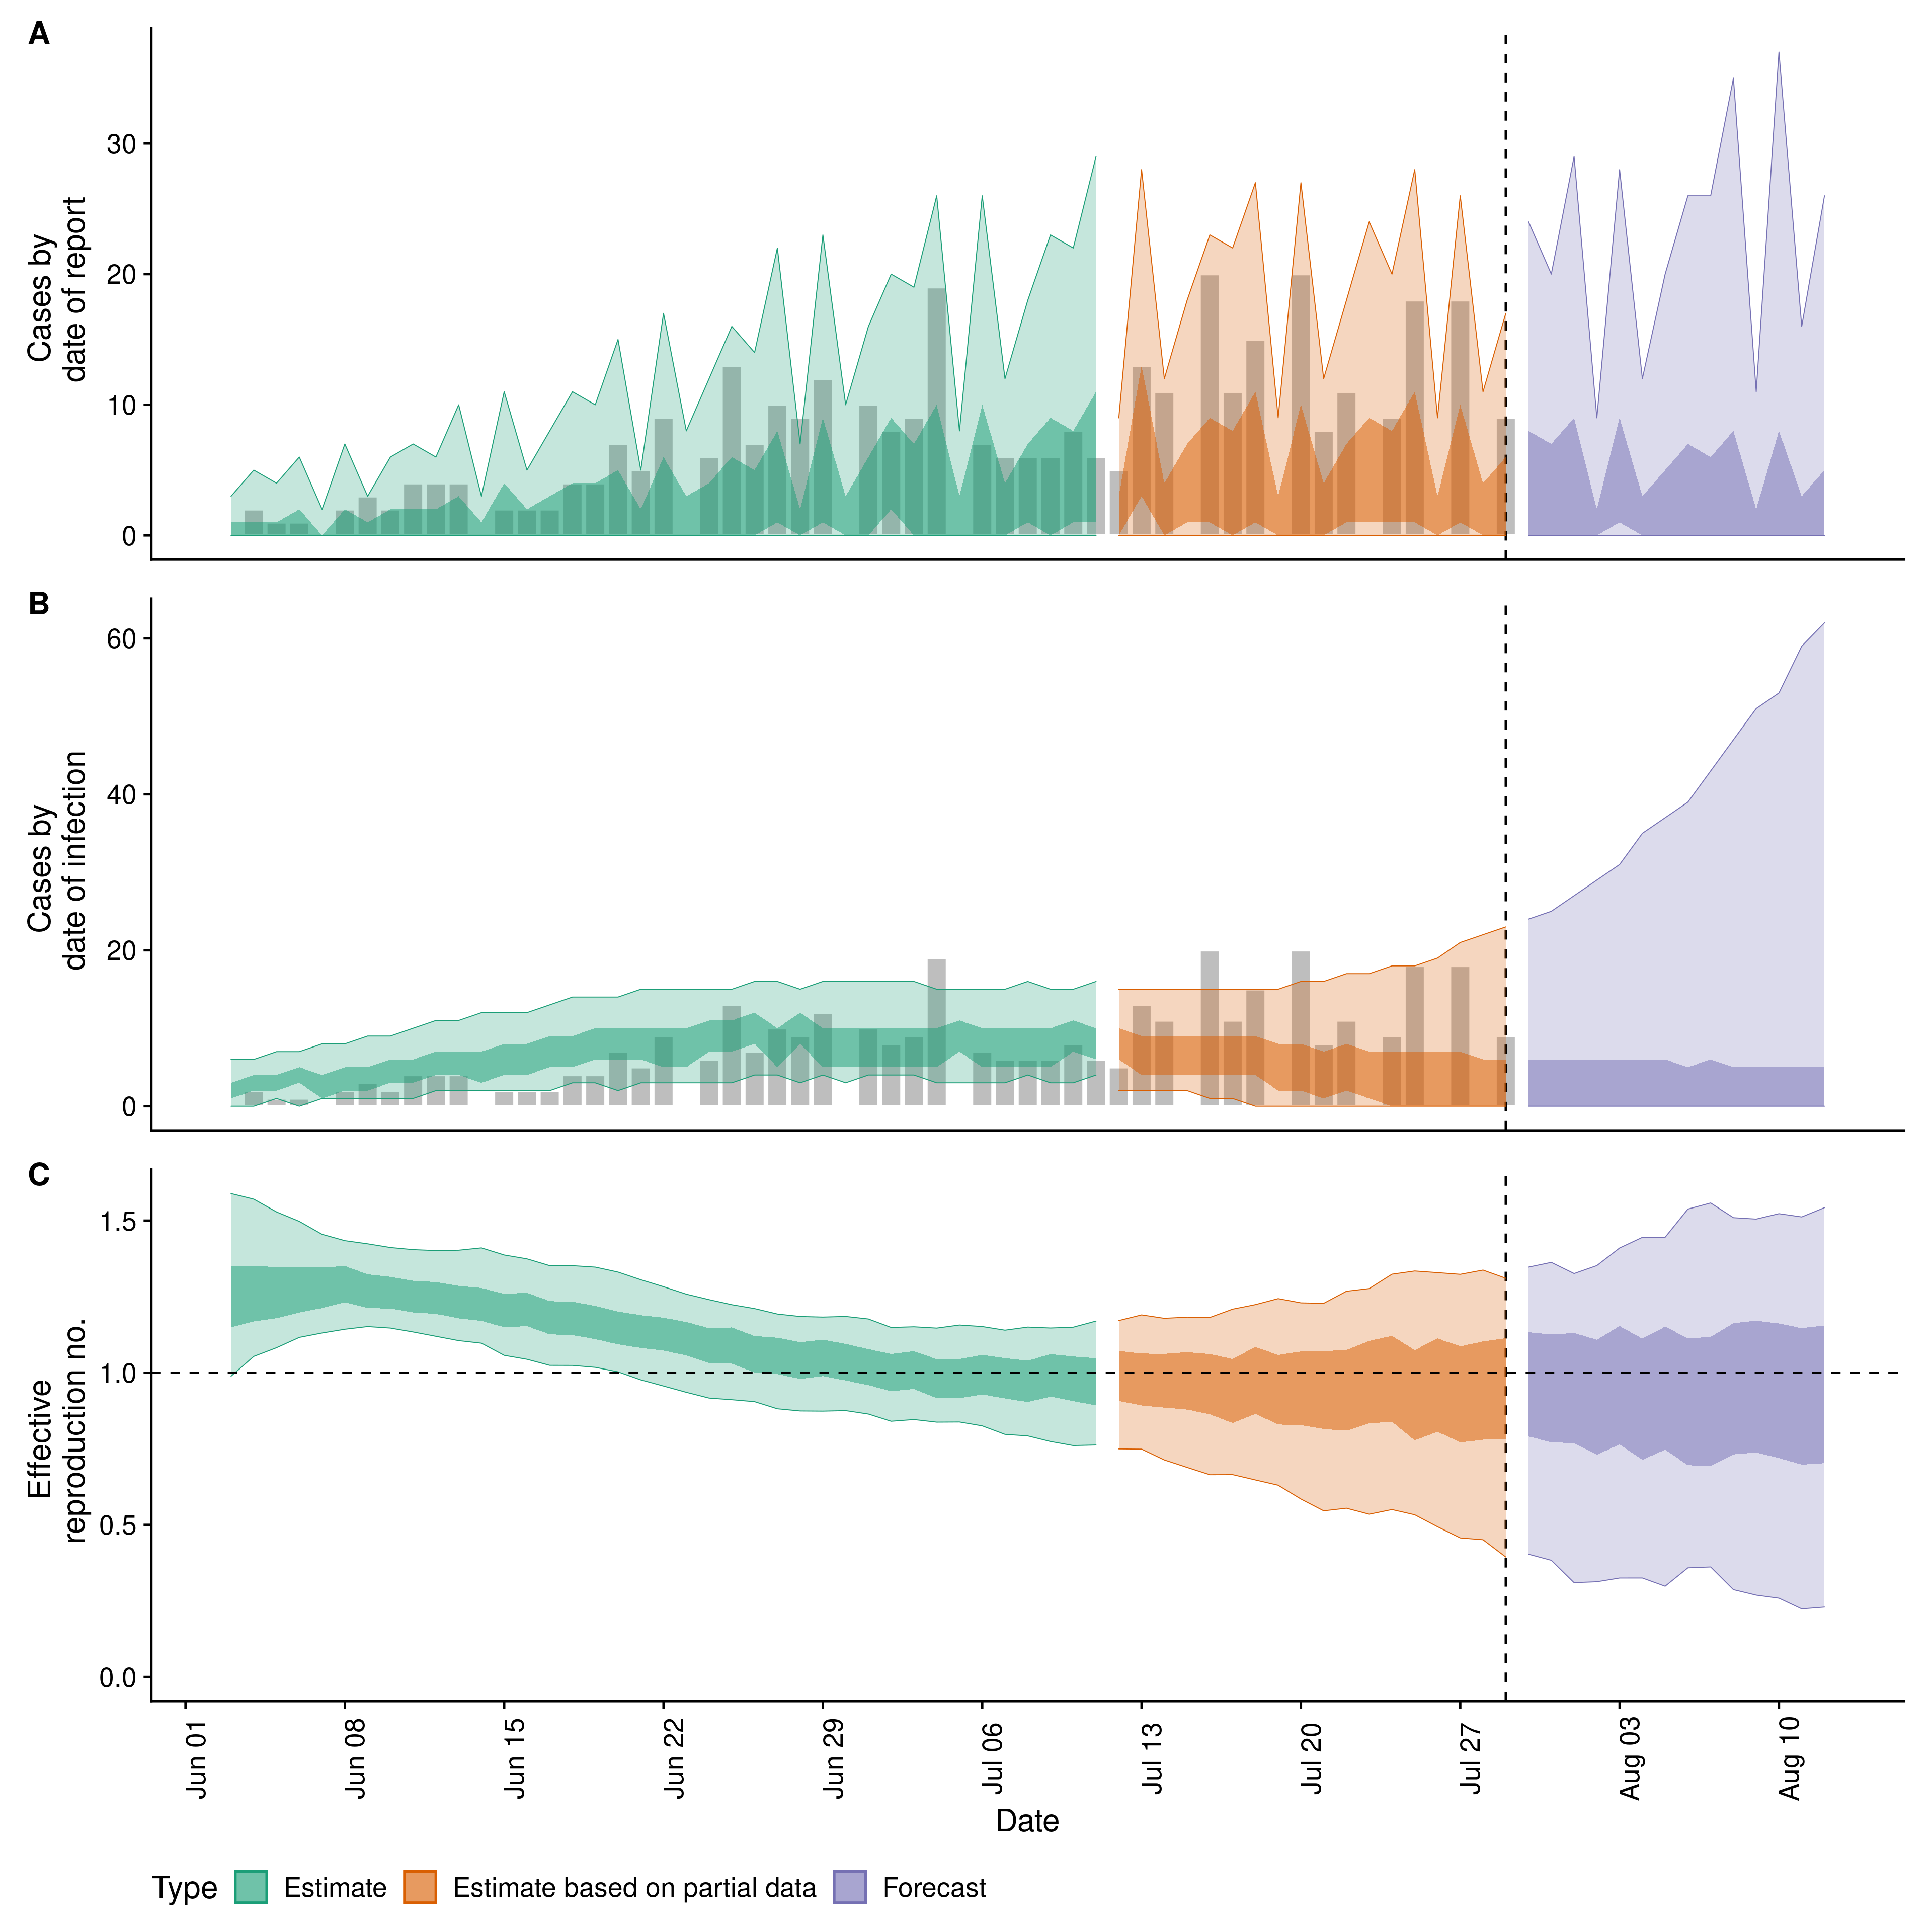 A
Cases by
date of report
30
20
10
0
B
Cases by
date of infection
60
40
20
0
C
Effective
reproduction no.
1.5
1.0
0.5
0.0
Jun 01
Jun 08
Jun 15
Jun 22
Jun 29
Jul 06
Jul 13
Jul 20
Jul 27
Aug 03
Aug 10
Date
Type Estimate Estimate based on partial data Forecast